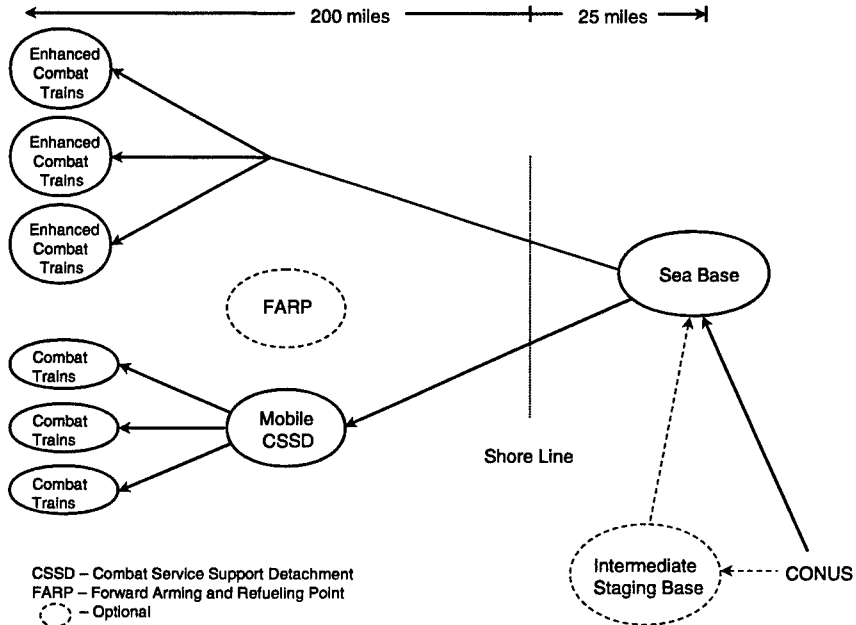 200 miles
25 miles
Enhanced
Combat
Trains
Enhanced
Combat
Trains
Enhanced
Combat
Trains
Sea Base
FARP
Combat
Trains
Combat
Trains
Combat
Trains
Mobile
CSSD
Shore Line
Intermediate
Staging Base
CONUS
CSSD – Combat Service Support Detachment
FARP – Forward Arming and Refueling Point
– Optional